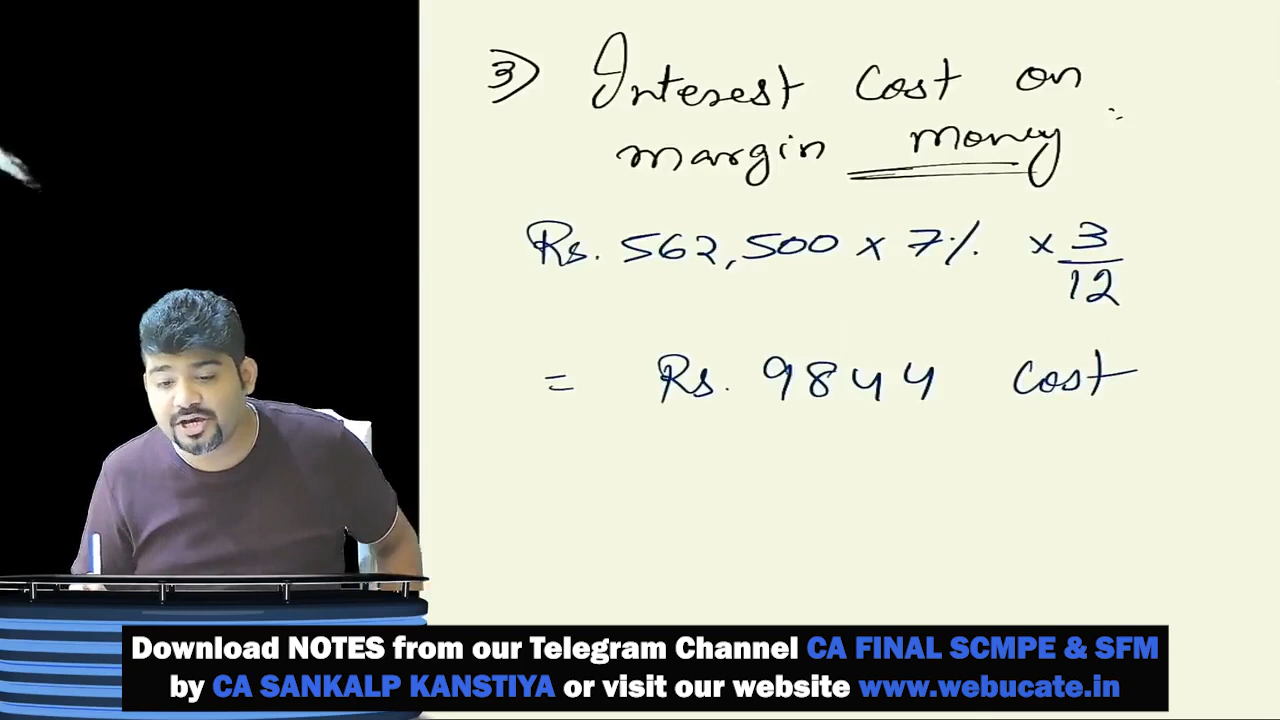 3) Interest Cost on
margin money :
Rs. 562,500 x 7% x 3/12
= Rs. 9844 cost
Download NOTES from our Telegram Channel CA FINAL SCMPE & SFM
by CA SANKALP KANSTIYA or visit our website www.webucate.in